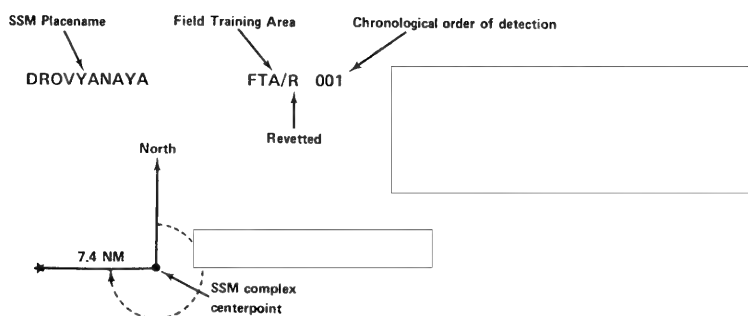 SSM Placename
Field Training Area
Chronological order of detection
DROVYANAYA
FTA/R 001
Revetted
North
7.4 NM
SSM complex
centerpoint